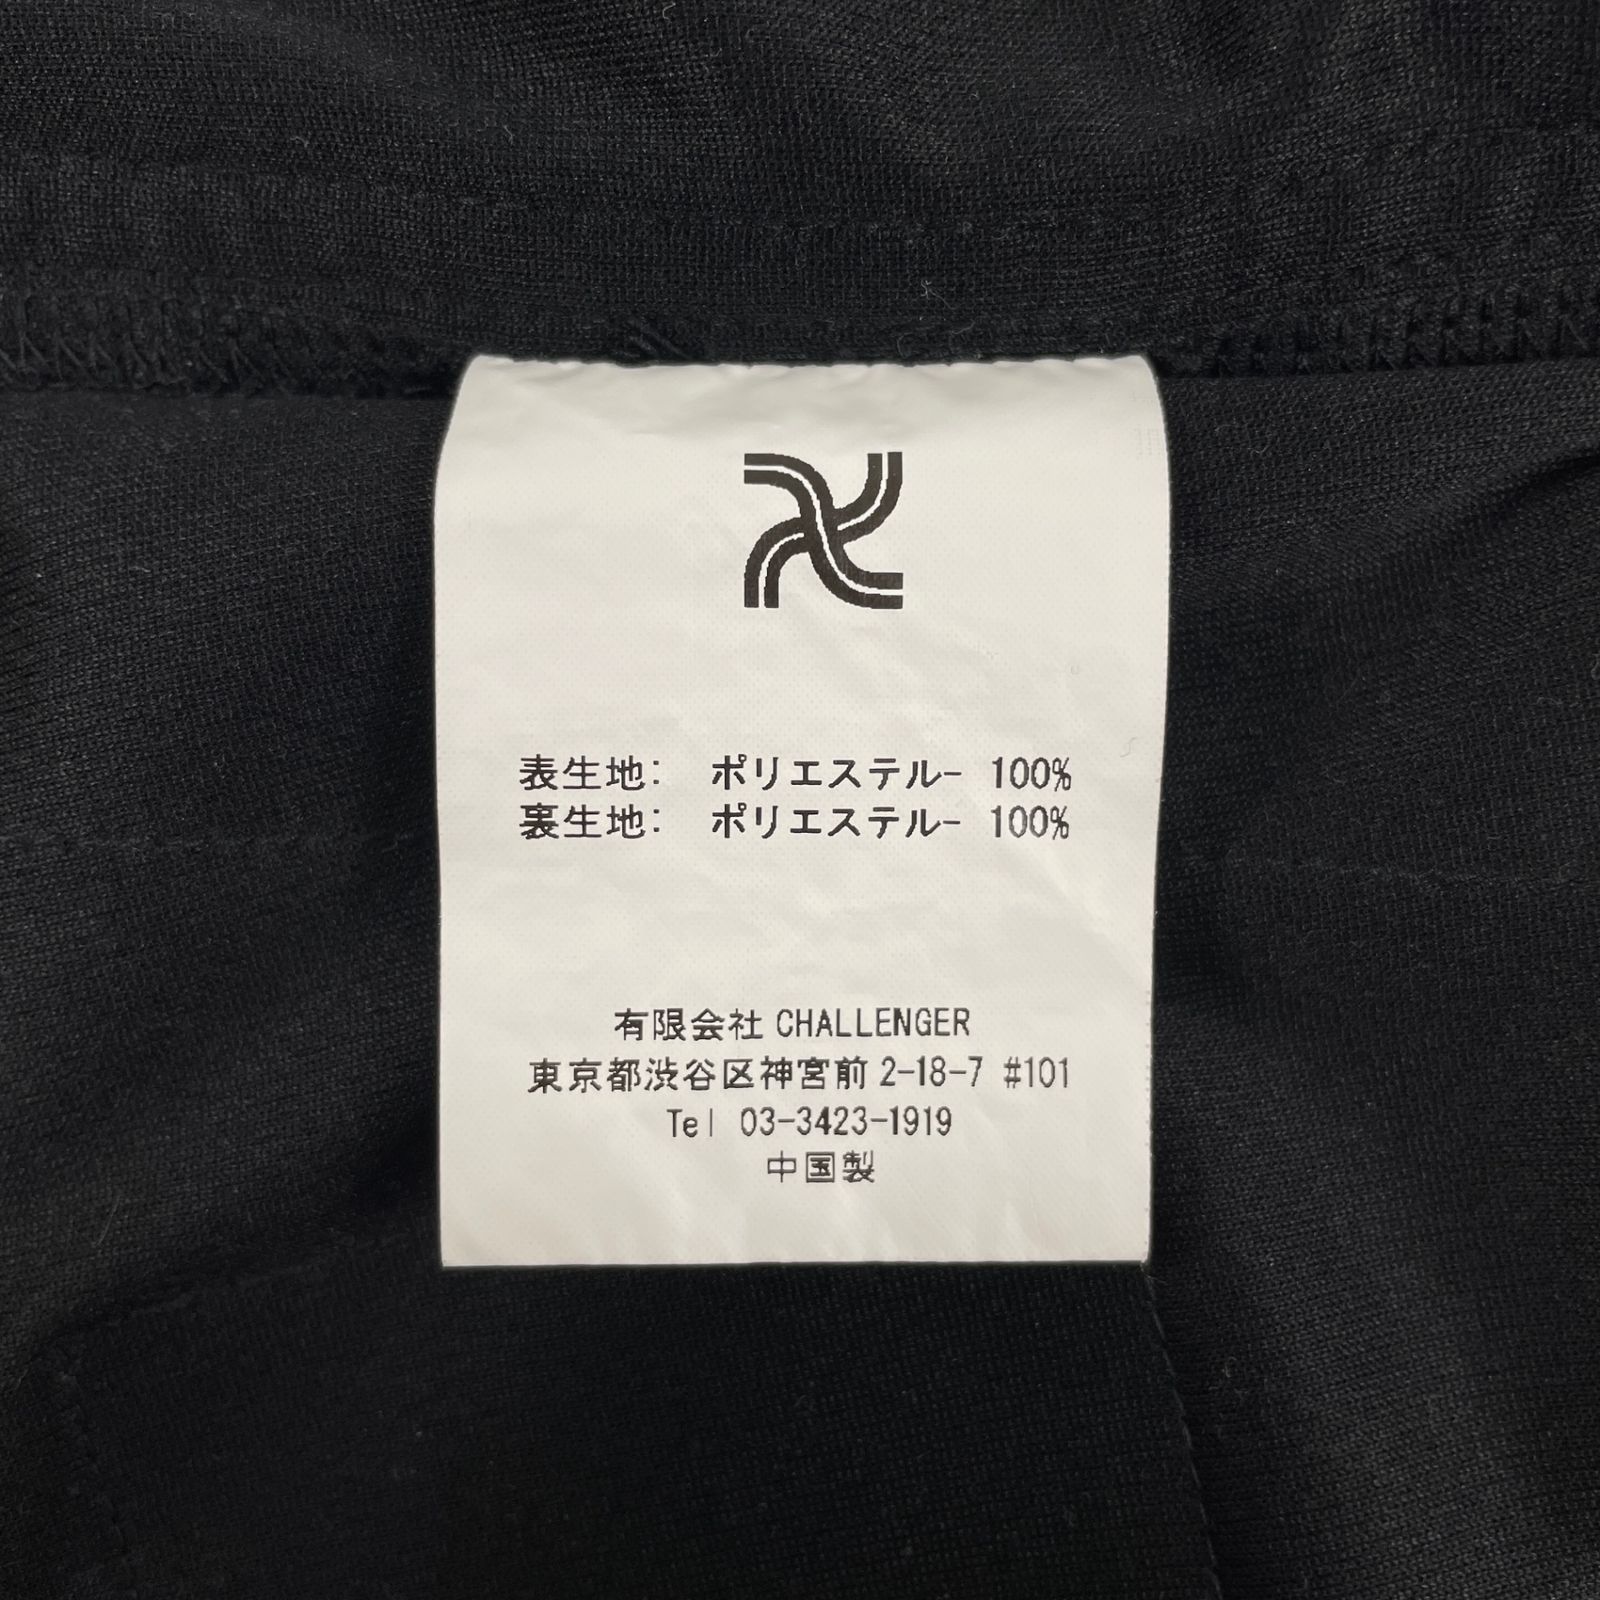 表生地: ポリエステル- 100%
裏生地: ポリエステル- 100%
有限会社 CHALLENGER
東京都渋谷区神宮前 2-18-7 #101
Tel 03-3423-1919
中国製